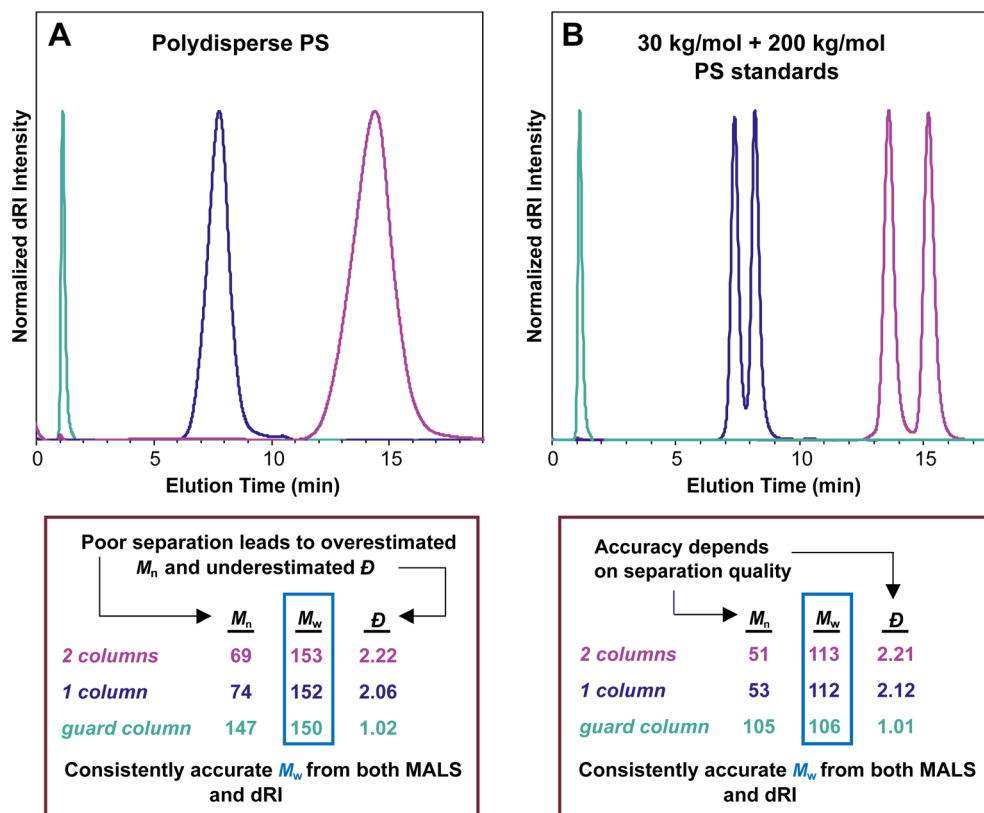 A
Polydisperse PS
Normalized dRI Intensity
0 5 10 15
Elution Time (min)
Poor separation leads to overestimated
Mn and underestimated Đ
Mn Mw Đ
2 columns 69 153 2.22
1 column 74 152 2.06
guard column 147 150 1.02
Consistently accurate Mw from both MALS
and dRI
B
30 kg/mol + 200 kg/mol
PS standards
Normalized dRI Intensity
0 5 10 15
Elution Time (min)
Accuracy depends
on separation quality
Mn Mw Đ
2 columns 51 113 2.21
1 column 53 112 2.12
guard column 105 106 1.01
Consistently accurate Mw from both MALS
and dRI